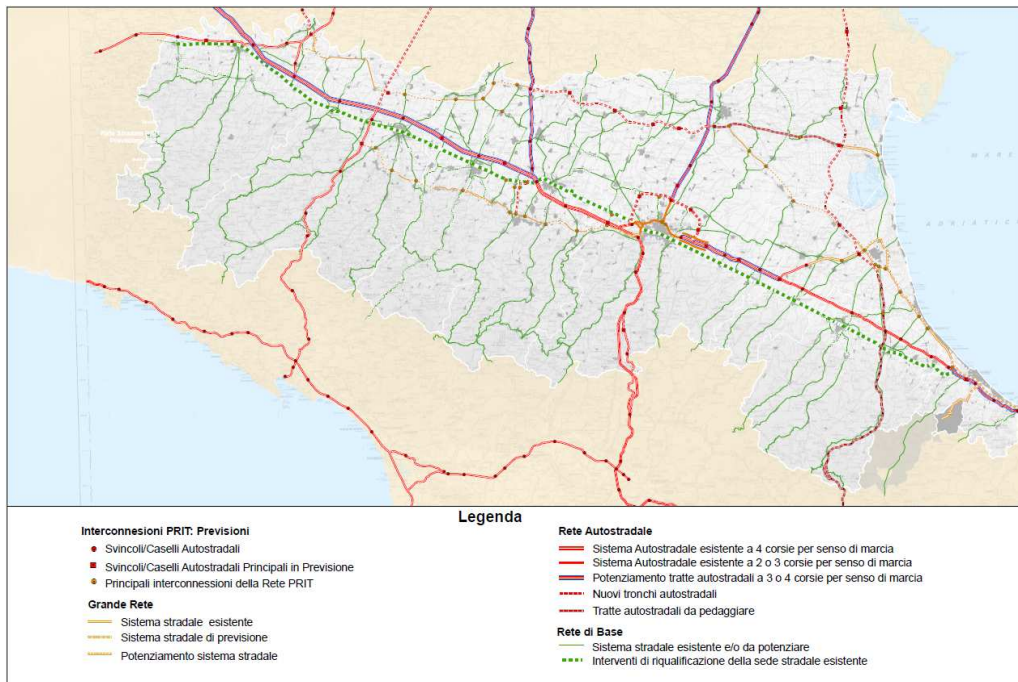 Legenda
Interconnesioni PRIT: Previsioni
Svincoli/Caselli Autostradali
Svincoli/Caselli Autostradali Principali in Previsione
Principali interconnessioni della Rete PRIT
Grande Rete
Sistema stradale esistente
Sistema stradale di previsione
Potenziamento sistema stradale
Rete Autostradale
Sistema Autostradale esistente a 4 corsie per senso di marcia
Sistema Autostradale esistente a 2 o 3 corsie per senso di marcia
Potenziamento tratte autostradali a 3 o 4 corsie per senso di marcia
Nuovi tronchi autostradali
Tratte autostradali da pedaggiare
Rete di Base
Sistema stradale esistente e/o da potenziare
Interventi di riqualificazione della sede stradale esistente